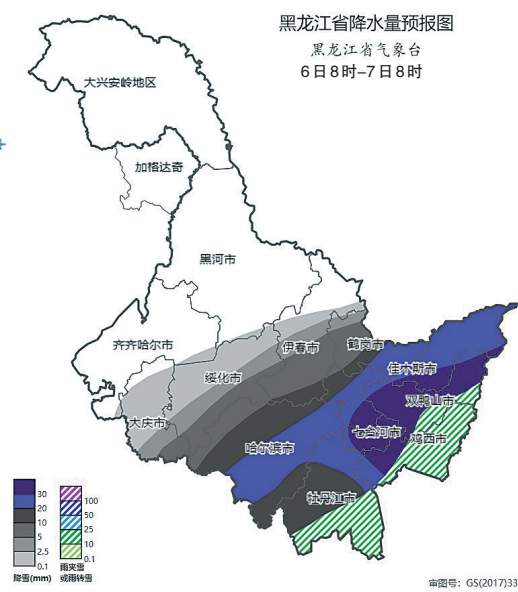 黑龙江省降水量预报图
黑龙江省气象台
6日8时–7日8时
大兴安岭地区
加格达奇
黑河市
齐齐哈尔市
伊春市
鹤岗市
绥化市
佳木斯市
双鸭山市
大庆市
七台河市
鸡西市
哈尔滨市
牡丹江市
30
20
10
5
2.5
0.1
降雪(mm)
100
50
25
10
0.1
雨夹雪
或雨转雪
审图号：GS(2017)33